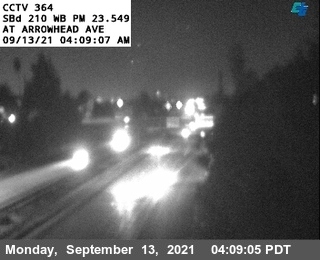 CCTV 364
SBd 210 WB PM 23.549
AT ARROWHEAD AVE
09/13/21 04:09:07 AM
Monday, September 13, 2021 04:09:05 PDT